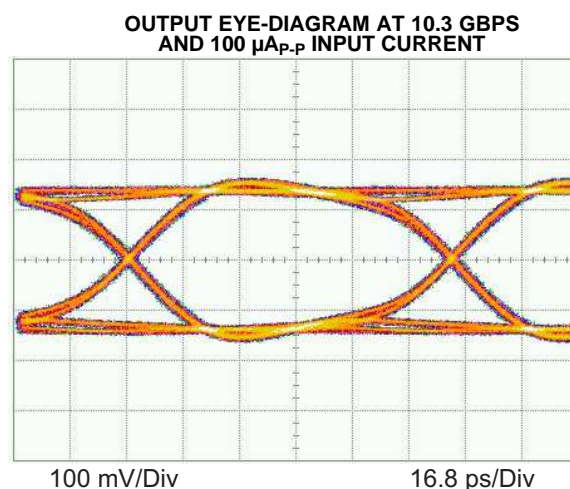 OUTPUT EYE-DIAGRAM AT 10.3 GBPS
AND 100 µAP-P INPUT CURRENT
100 mV/Div
16.8 ps/Div